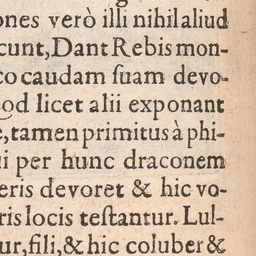 ones verò illi nihil aliud
cunt, Dant Rebis mon-
co caudam ſuam devo-
od licet alii exponant
, tamen primitus à phi-
i per hunc draconem
eris devoret & hic vo-
ris locis teſtantur. Lul-
ur, fili, & hic coluber &